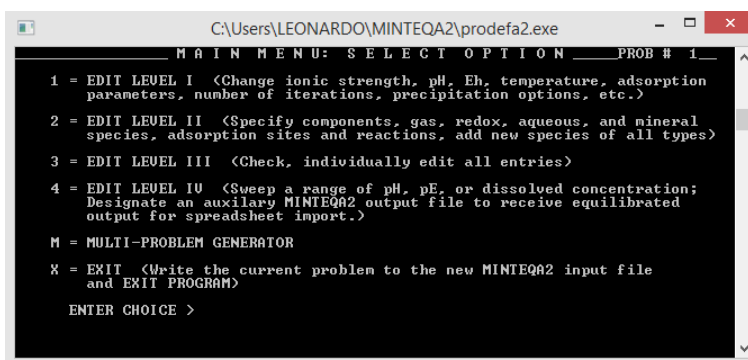 C:\Users\LEONARDO\MINTEQA2\prodefa2.exe
M A I N M E N U: S E L E C T O P T I O N PROB # 1
1 = EDIT LEVEL I (Change ionic strength, pH, Eh, temperature, adsorption
parameters, number of iterations, precipitation options, etc.)
2 = EDIT LEVEL II (Specify components, gas, redox, aqueous, and mineral
species, adsorption sites and reactions, add new species of all types)
3 = EDIT LEVEL III (Check, individually edit all entries)
4 = EDIT LEVEL IV (Sweep a range of pH, pE, or dissolved concentration;
Designate an auxilary MINTEQA2 output file to receive equilibrated
output for spreadsheet import.)
M = MULTI-PROBLEM GENERATOR
X = EXIT (Write the current problem to the new MINTEQA2 input file
and EXIT PROGRAM)
ENTER CHOICE >